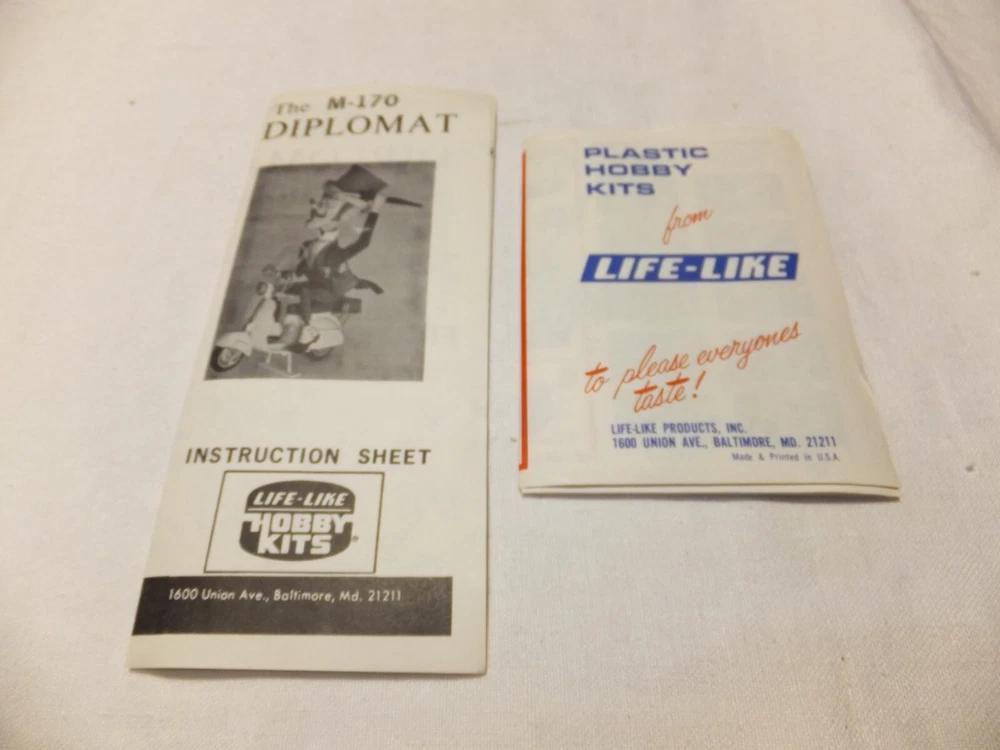 The M-170
DIPLOMAT
INSTRUCTION SHEET
LIFE-LIKE
HOBBY
KITS®
1600 Union Ave., Baltimore, Md. 21211
PLASTIC
HOBBY
KITS
from
LIFE-LIKE
to please everyones
taste!
LIFE-LIKE PRODUCTS, INC.
1600 UNION AVE., BALTIMORE, MD. 21211
Made & Printed in U.S.A.